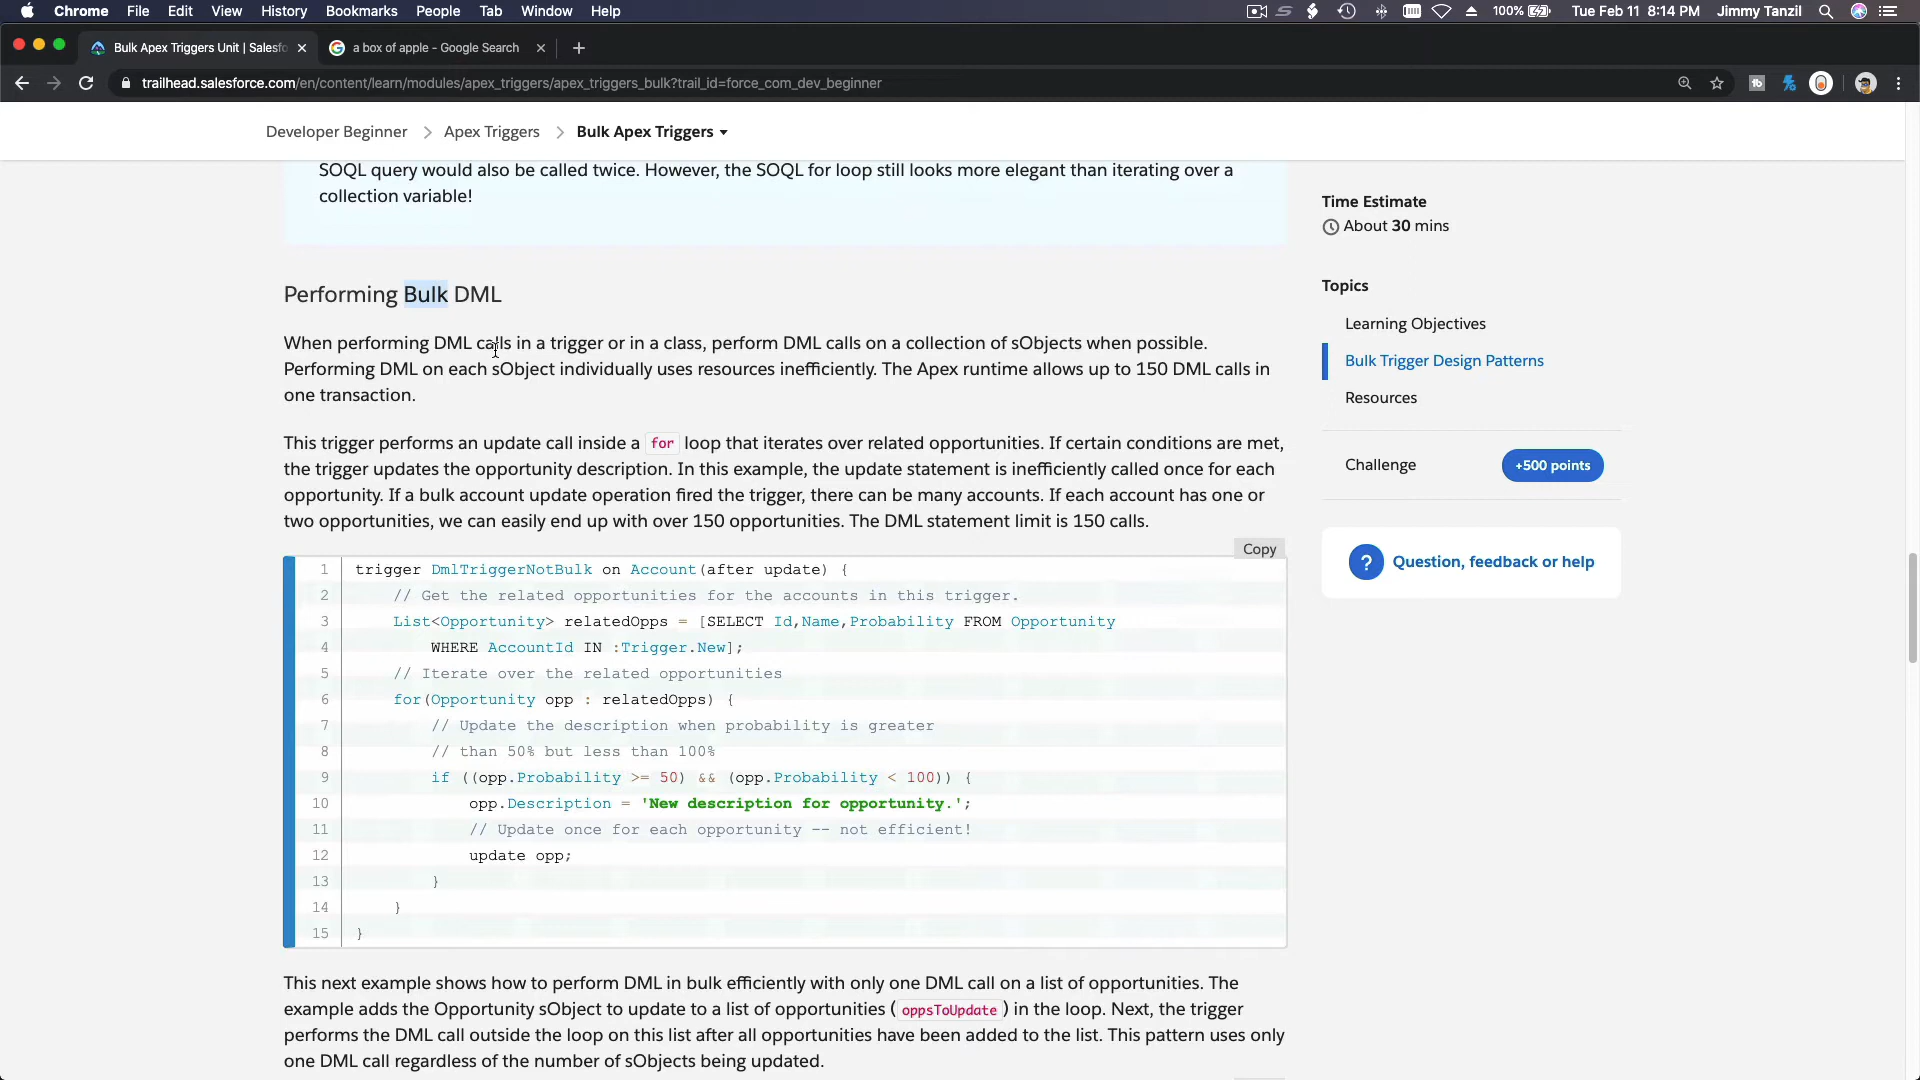 Chrome File Edit View History Bookmarks People Tab Window Help 100% Tue Feb 11 8:14 PM Jimmy Tanzil
Bulk Apex Triggers Unit | Salesfo
a box of apple - Google Search
trailhead.salesforce.com/en/content/learn/modules/apex_triggers/apex_triggers_bulk?trail_id=force_com_dev_beginner
Developer Beginner > Apex Triggers > Bulk Apex Triggers
SOQL query would also be called twice. However, the SOQL for loop still looks more elegant than iterating over a
collection variable!
Performing Bulk DML
When performing DML calls in a trigger or in a class, perform DML calls on a collection of sObjects when possible.
Performing DML on each sObject individually uses resources inefficiently. The Apex runtime allows up to 150 DML calls in
one transaction.
This trigger performs an update call inside a for loop that iterates over related opportunities. If certain conditions are met,
the trigger updates the opportunity description. In this example, the update statement is inefficiently called once for each
opportunity. If a bulk account update operation fired the trigger, there can be many accounts. If each account has one or
two opportunities, we can easily end up with over 150 opportunities. The DML statement limit is 150 calls.
Copy
1 trigger DmlTriggerNotBulk on Account(after update) {
2 // Get the related opportunities for the accounts in this trigger.
3 List<Opportunity> relatedOpps = [SELECT Id,Name,Probability FROM Opportunity
4 WHERE AccountId IN :Trigger.New];
5 // Iterate over the related opportunities
6 for(Opportunity opp : relatedOpps) {
7 // Update the description when probability is greater
8 // than 50% but less than 100%
9 if ((opp.Probability >= 50) && (opp.Probability < 100)) {
10 opp.Description = 'New description for opportunity.';
11 // Update once for each opportunity -- not efficient!
12 update opp;
13 }
14 }
15 }
This next example shows how to perform DML in bulk efficiently with only one DML call on a list of opportunities. The
example adds the Opportunity sObject to update to a list of opportunities ( oppsToUpdate ) in the loop. Next, the trigger
performs the DML call outside the loop on this list after all opportunities have been added to the list. This pattern uses only
one DML call regardless of the number of sObjects being updated.
Time Estimate
About 30 mins
Topics
Learning Objectives
Bulk Trigger Design Patterns
Resources
Challenge +500 points
? Question, feedback or help